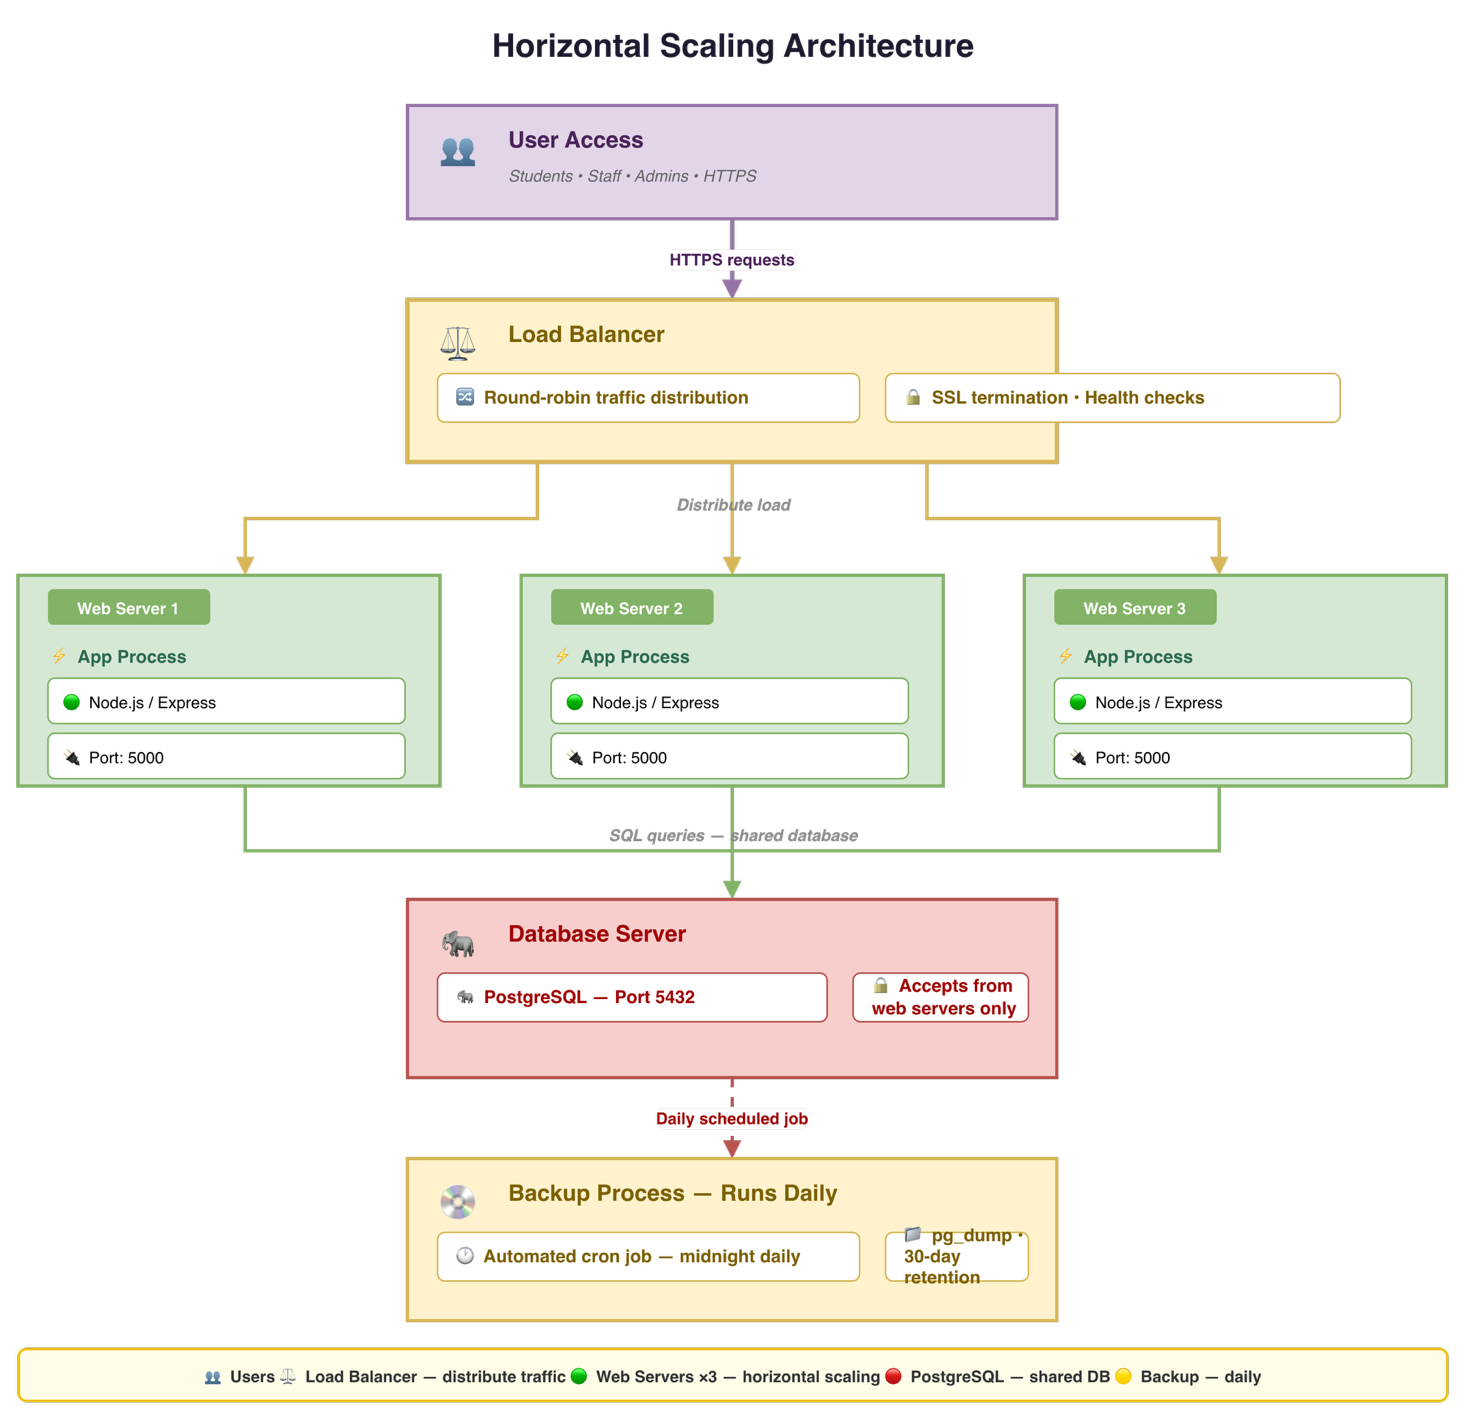 Horizontal Scaling Architecture
User Access
Students • Staff • Admins • HTTPS
HTTPS requests
Load Balancer
Round-robin traffic distribution
SSL termination • Health checks
Distribute load
Web Server 1
App Process
Node.js / Express
Port: 5000
Web Server 2
App Process
Node.js / Express
Port: 5000
Web Server 3
App Process
Node.js / Express
Port: 5000
SQL queries — shared database
Database Server
PostgreSQL — Port 5432
Accepts from
web servers only
Daily scheduled job
Backup Process — Runs Daily
Automated cron job — midnight daily
pg_dump •
30-day
retention
Users Load Balancer — distribute traffic Web Servers ×3 — horizontal scaling PostgreSQL — shared DB Backup — daily